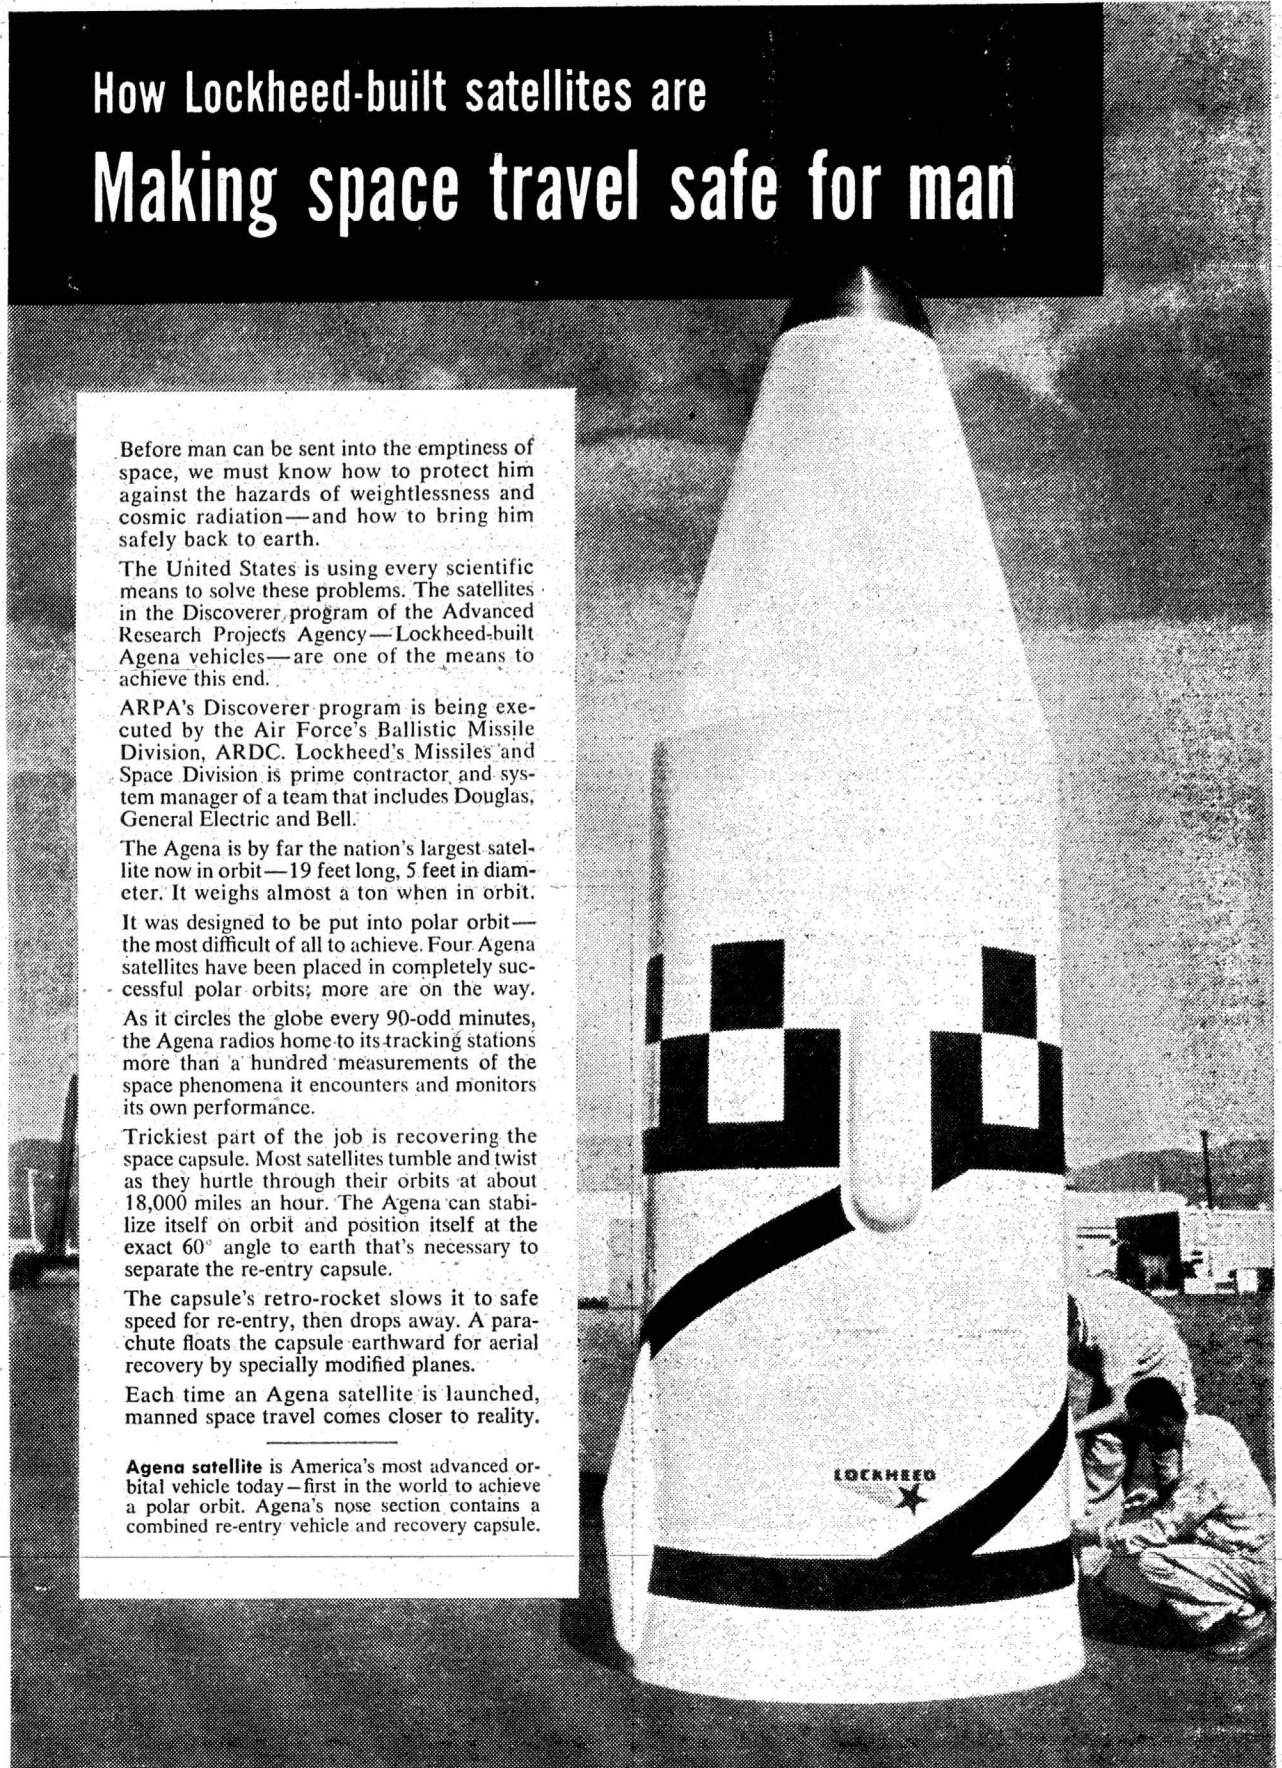 How Lockheed-built satellites are
Making space travel safe for man
Before man can be sent into the emptiness of
space, we must know how to protect him
against the hazards of weightlessness and
cosmic radiation—and how to bring him
safely back to earth.
The United States is using every scientific
means to solve these problems. The satellites
in the Discoverer program of the Advanced
Research Projects Agency—Lockheed-built
Agena vehicles—are one of the means to
achieve this end.
ARPA's Discoverer program is being exe-
cuted by the Air Force's Ballistic Missile
Division, ARDC. Lockheed's Missiles and
Space Division is prime contractor and sys-
tem manager of a team that includes Douglas,
General Electric and Bell.
The Agena is by far the nation's largest satel-
lite now in orbit—19 feet long, 5 feet in diam-
eter. It weighs almost a ton when in orbit.
It was designed to be put into polar orbit—
the most difficult of all to achieve. Four Agena
satellites have been placed in completely suc-
cessful polar orbits; more are on the way.
As it circles the globe every 90-odd minutes,
the Agena radios home to its tracking stations
more than a hundred measurements of the
space phenomena it encounters and monitors
its own performance.
Trickiest part of the job is recovering the
space capsule. Most satellites tumble and twist
as they hurtle through their orbits at about
18,000 miles an hour. The Agena can stabi-
lize itself on orbit and position itself at the
exact 60° angle to earth that's necessary to
separate the re-entry capsule.
The capsule's retro-rocket slows it to safe
speed for re-entry, then drops away. A para-
chute floats the capsule earthward for aerial
recovery by specially modified planes.
Each time an Agena satellite is launched,
manned space travel comes closer to reality.
Agena satellite is America's most advanced or-
bital vehicle today—first in the world to achieve
a polar orbit. Agena's nose section contains a
combined re-entry vehicle and recovery capsule.
LOCKHEED